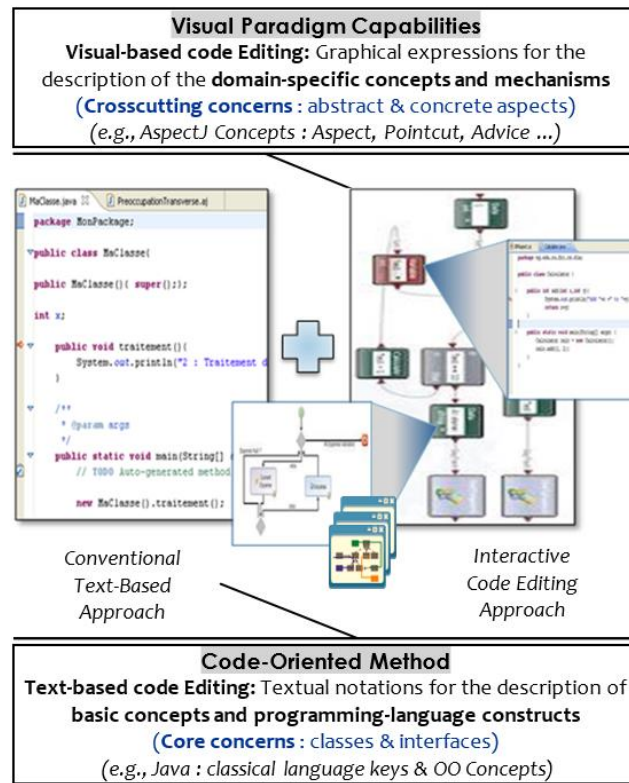 Visual Paradigm Capabilities
Visual-based code Editing: Graphical expressions for the
description of the domain-specific concepts and mechanisms
(Crosscutting concerns : abstract & concrete aspects)
(e.g., AspectJ Concepts : Aspect, Pointcut, Advice ...)
MaClasse.java
PreoccupationTransverse.aj
package MonPackage;
public class MaClasse{
public MaClasse(){ super();};
int x;
public void traitement(){
System.out.println("2 : Traitement d
}
/**
* @param args
*/
public static void main(String[]
// TODO Auto-generated method
new MaClasse().traitement();
Conventional
Text-Based
Approach
Interactive
Code Editing
Approach
Code-Oriented Method
Text-based code Editing: Textual notations for the description of
basic concepts and programming-language constructs
(Core concerns : classes & interfaces)
(e.g., Java : classical language keys & OO Concepts)